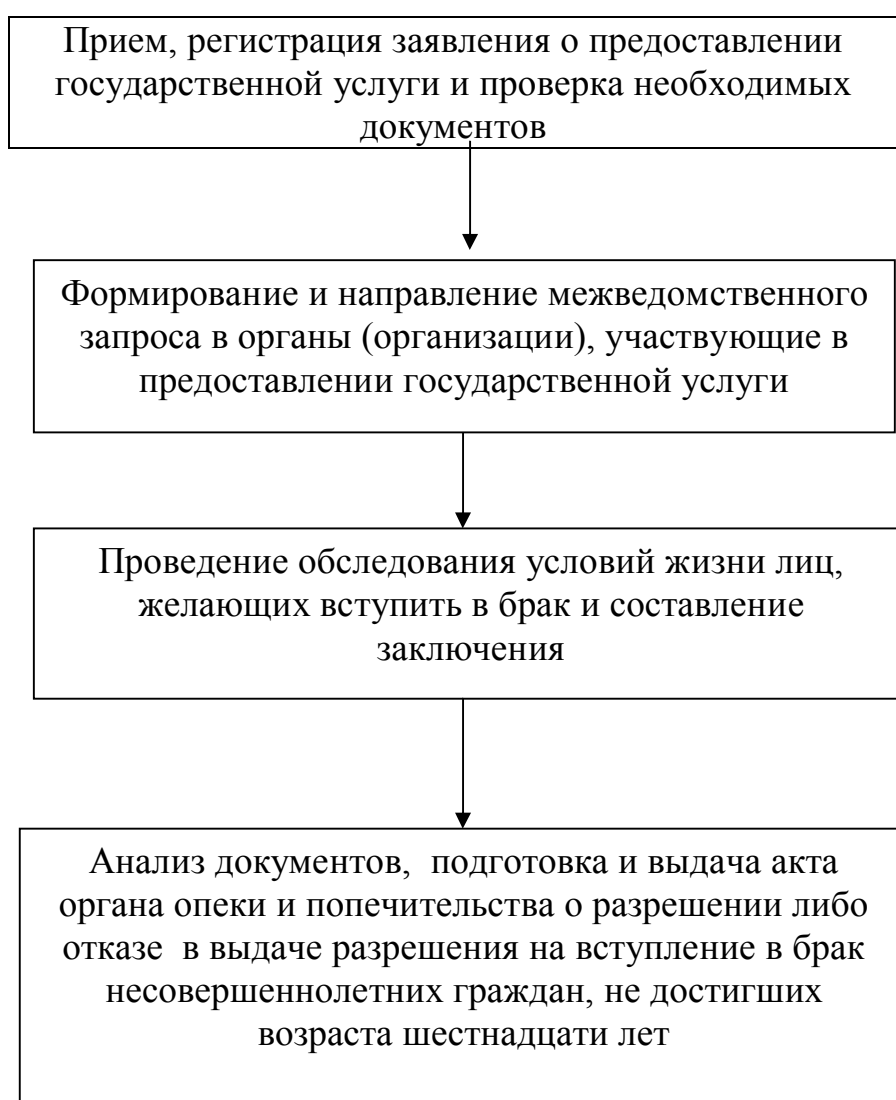 Прием, регистрация заявления о предоставлении
государственной услуги и проверка необходимых
документов
Формирование и направление межведомственного
запроса в органы (организации), участвующие в
предоставлении государственной услуги
Проведение обследования условий жизни лиц,
желающих вступить в брак и составление
заключения
Анализ документов,  подготовка и выдача акта
органа опеки и попечительства о разрешении либо
отказе  в выдаче разрешения на вступление в брак
несовершеннолетних граждан, не достигших
возраста шестнадцати лет